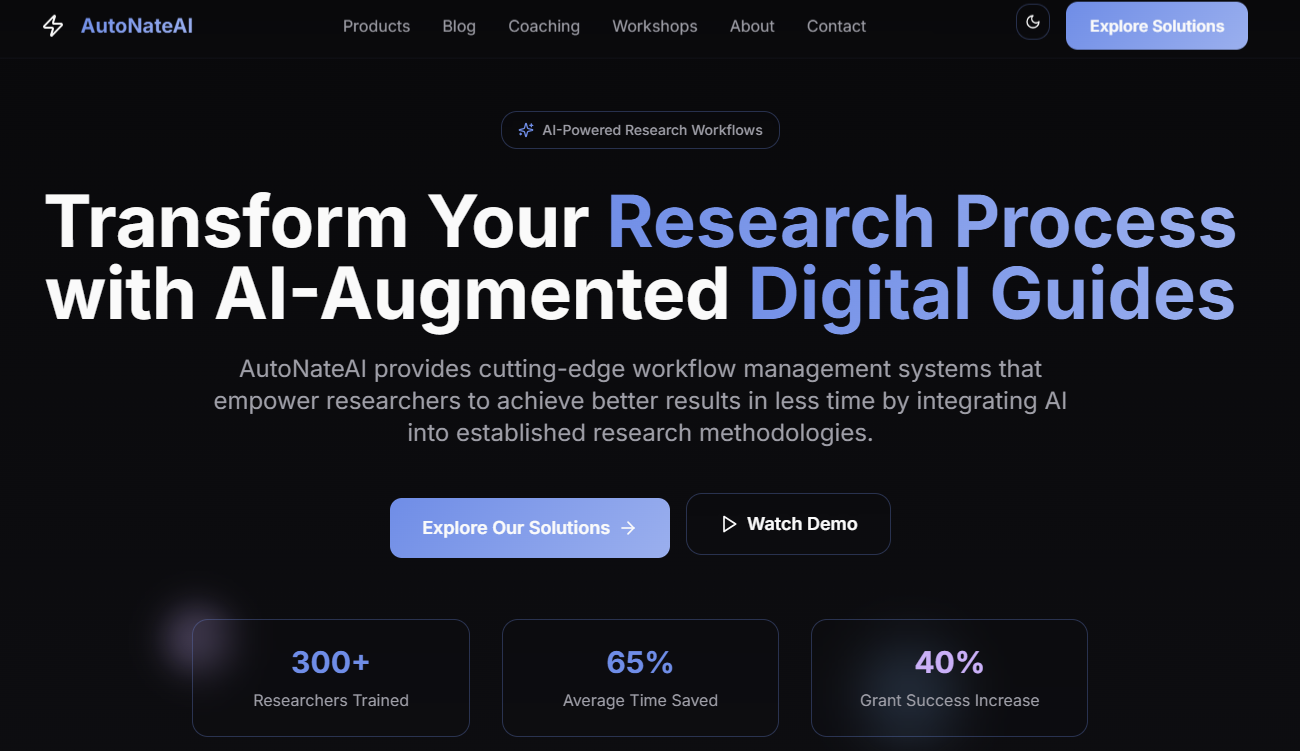 AutoNateAI
Products
Blog
Coaching
Workshops
About
Contact
Explore Solutions
AI-Powered Research Workflows
Transform Your Research Process
with AI-Augmented Digital Guides
AutoNateAI provides cutting-edge workflow management systems that
empower researchers to achieve better results in less time by integrating AI
into established research methodologies.
Explore Our Solutions →
Watch Demo
300+
Researchers Trained
65%
Average Time Saved
40%
Grant Success Increase